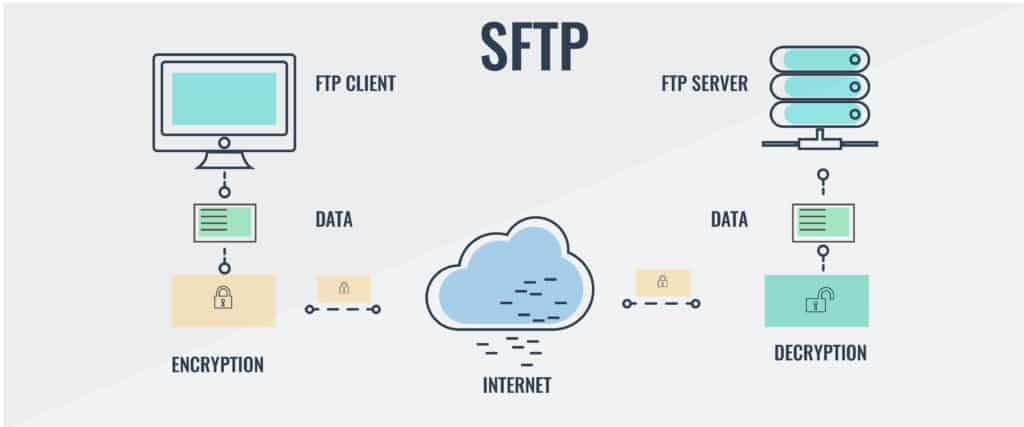 SFTP
FTP CLIENT
FTP SERVER
DATA
DATA
ENCRYPTION
INTERNET
DECRYPTION